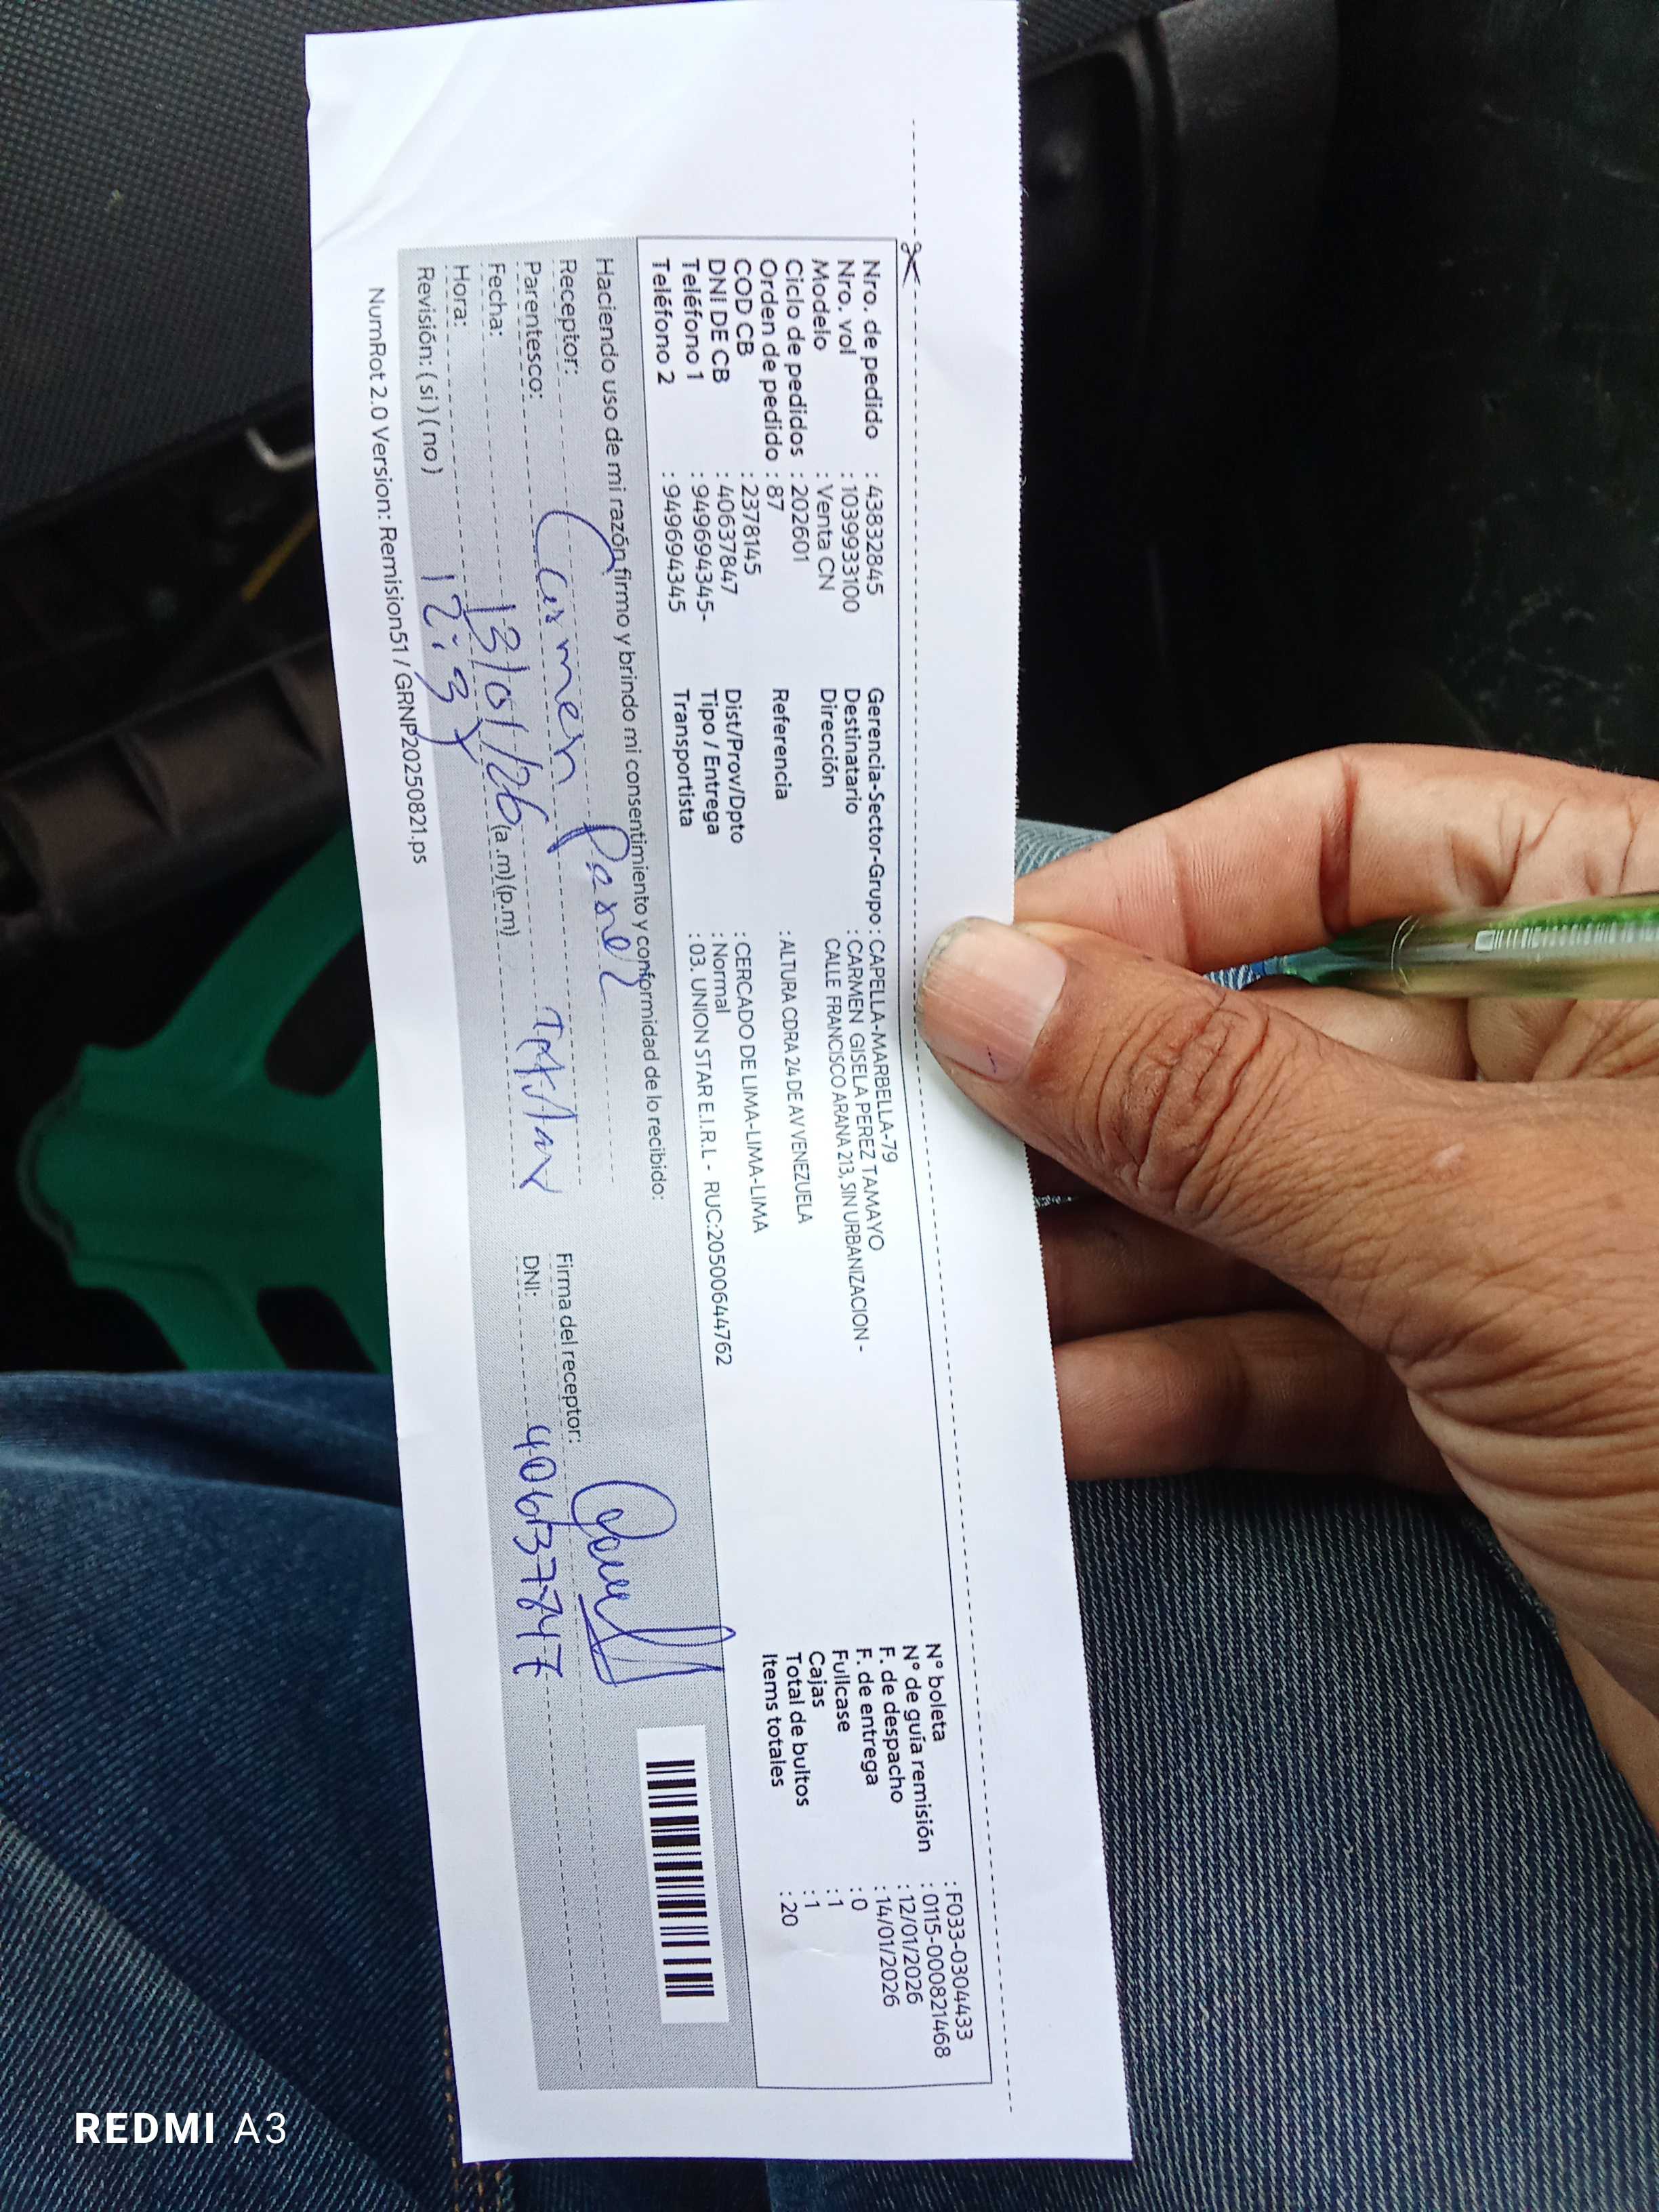 Nro. de pedido : 43832845
Nro. vol : 1039933100
Modelo : Venta CN
Ciclo de pedidos : 202601
Orden de pedido : 87
COD CB : 2378145
DNI DE CB : 40637847
Teléfono 1 : 949694345-
Teléfono 2 : 949694345
Gerencia-Sector-Grupo : CAPELLA-MARBELLA-79
Destinatario : CARMEN GISELA PEREZ TAMAYO
Dirección CALLE FRANCISCO ARANA 213, SIN URBANIZACION -
Referencia : ALTURA CDRA 24 DE AV VENEZUELA
Dist/Prov/Dpto : CERCADO DE LIMA-LIMA-LIMA
Tipo / Entrega : Normal
Transportista : 03. UNION STAR E.I.R.L - RUC:20500644762
N° boleta : F033-0304433
N° de guía remisión : 0115-000821468
F. de despacho : 12/01/2026
F. de entrega : 14/01/2026
Fullcase : 0
Cajas : 1
Total de bultos : 1
Items totales : 20
Haciendo uso de mi razón firmo y brindo mi consentimiento y conformidad de lo recibido:
Receptor: Carmen Perez
Parentesco: Titular
Fecha: 13/01/26 (a.m) (p.m)
Hora: 12:3
Revisión: ( si ) ( no )
Firma del receptor:
DNI: 40637847
NumRot 2.0 Version: Remision51 / GRNP20250821.ps
REDMI A3